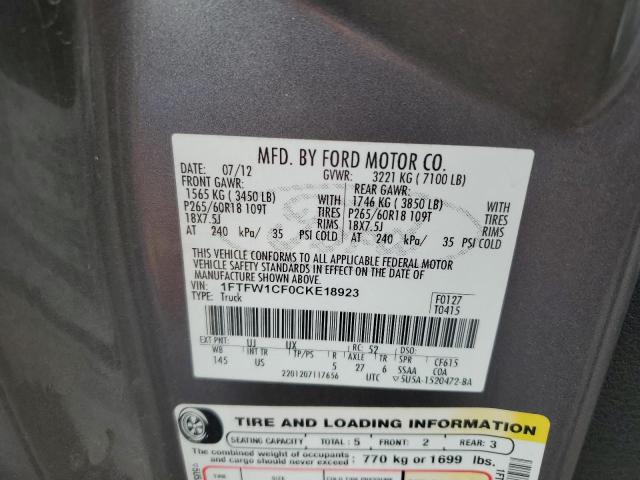 MFD. BY FORD MOTOR CO.
DATE: 07/12 GVWR: 3221 KG ( 7100 LB)
FRONT GAWR: REAR GAWR:
1565 KG ( 3450 LB) WITH 1746 KG ( 3850 LB) WITH
P265/60R18 109T TIRES P265/60R18 109T TIRES
18X7.5J RIMS 18X7.5J RIMS
AT 240 kPa/ 35 PSI COLD AT 240 kPa/ 35 PSI COLD
THIS VEHICLE CONFORMS TO ALL APPLICABLE FEDERAL MOTOR
VEHICLE SAFETY STANDARDS IN EFFECT ON THE DATE OF
MANUFACTURE SHOWN ABOVE.
VIN: 1FTFW1CF0CKE18923
TYPE: Truck
F0127
T0415
EXT PNT: UJ UX RC: 52 DSO:
WB INT TR TP/PS R AXLE TR SPR CF615
145 US 5 27 6 SSAA COA
2201207117656 UTC 5U5A-1520472-BA
TIRE AND LOADING INFORMATION
SEATING CAPACITY TOTAL: 5 FRONT: 2 REAR: 3
The combined weight of occupants
and cargo should never exceed: 770 kg or 1699 lbs.